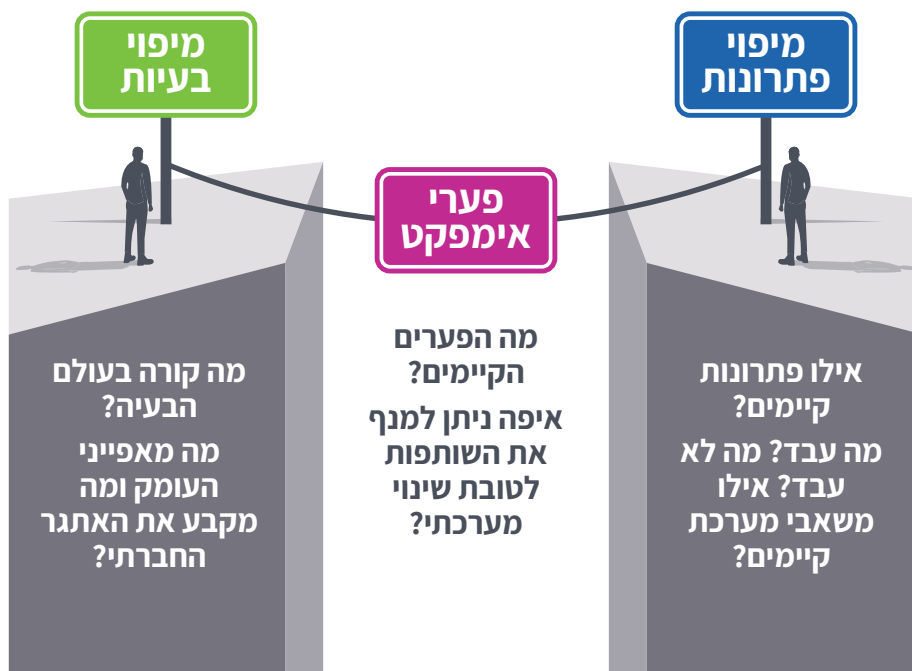 מיפוי
פתרונות
אילו פתרונות
קיימים?
מה עבד? מה לא
עבד? אילו
משאבי מערכת
קיימים?
פערי
אימפקט
מה הפערים
הקיימים?
איפה ניתן למנף
את השותפות
לטובת שינוי
מערכתי?
מיפוי
בעיות
מה קורה בעולם
הבעיה?
מה מאפייני
העומק ומה
מקבע את האתגר
החברתי?